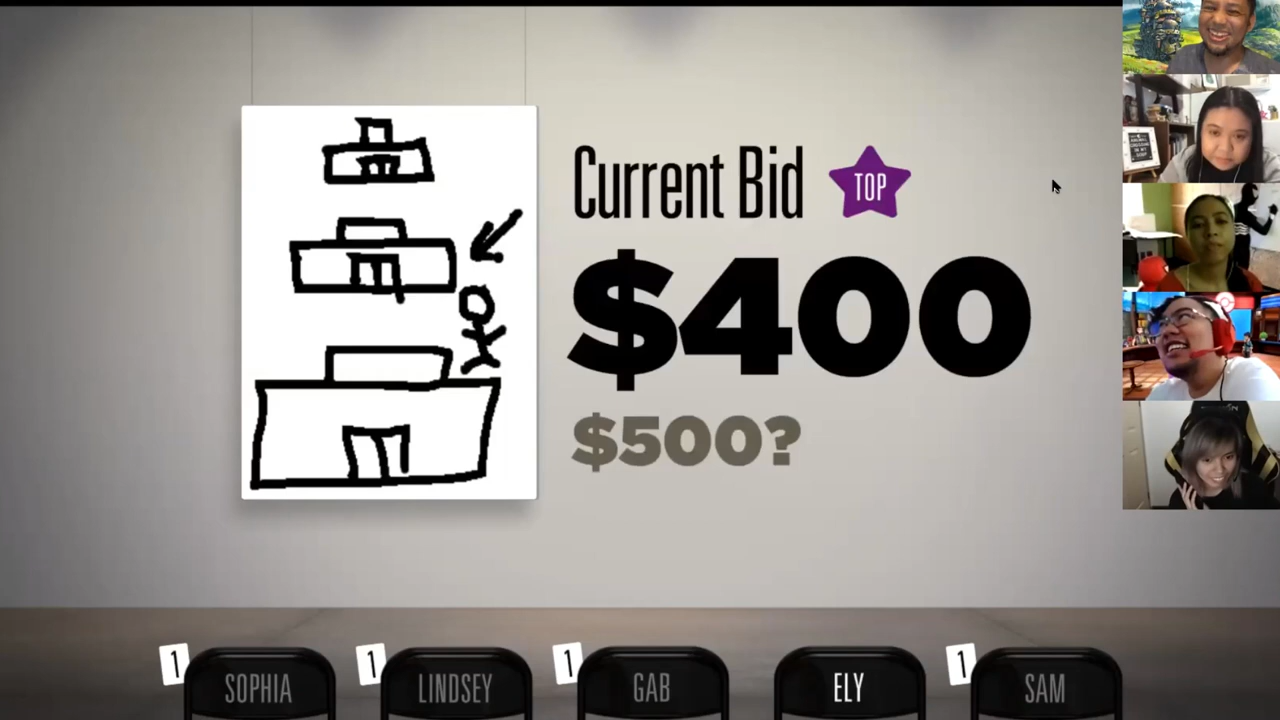 Current Bid
TOP
$400
$500?
1
SOPHIA
1
LINDSEY
1
GAB
ELY
1
SAM